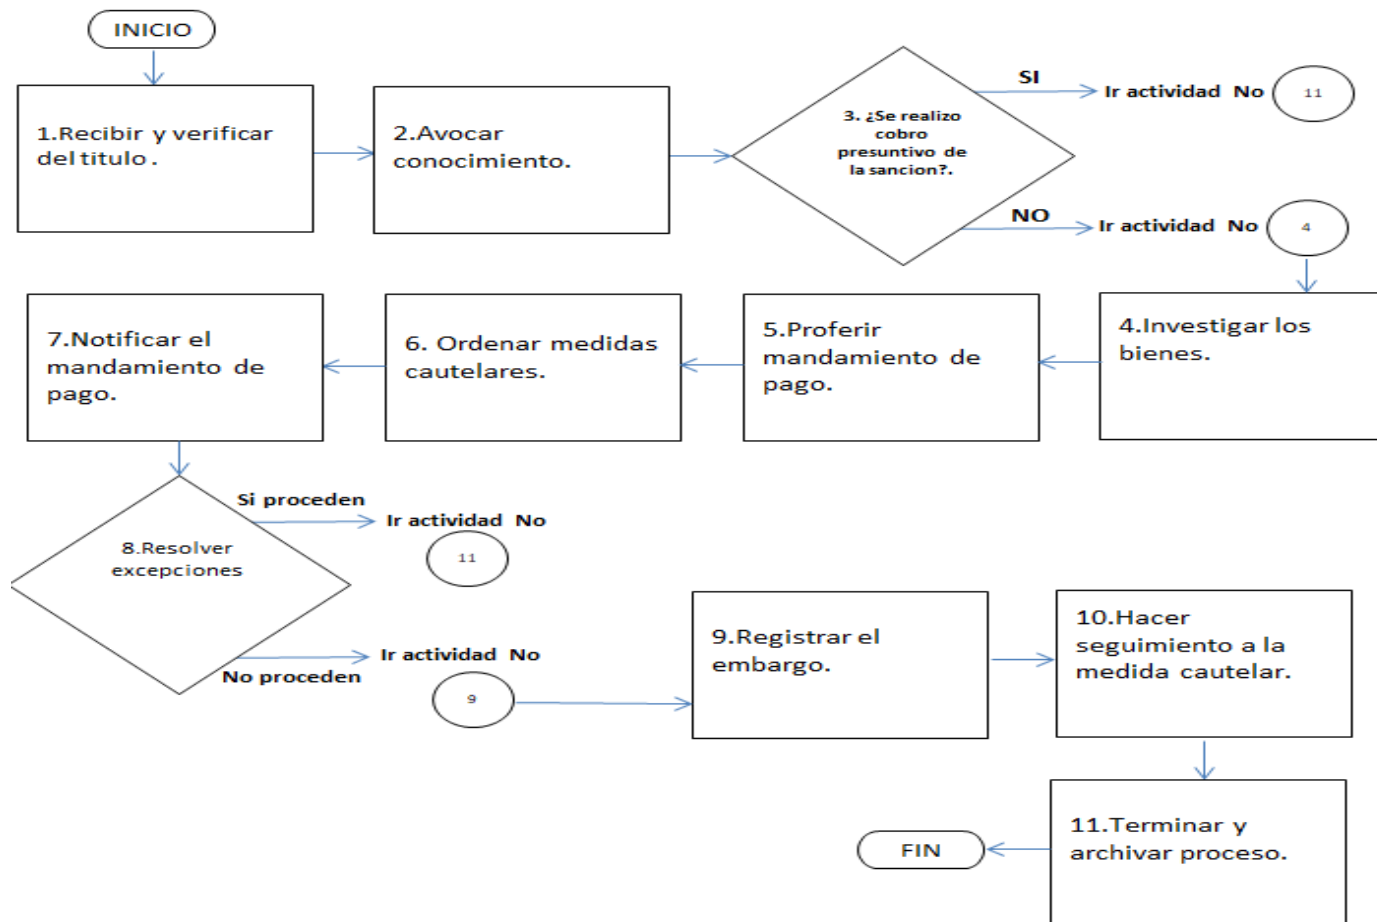 INICIO
1.Recibir y verificar
del titulo .
2.Avocar
conocimiento.
3. ¿Se realizo
cobro
presuntivo de
la sancion?.
SI
Ir actividad No
11
NO
Ir actividad No
4
7.Notificar el
mandamiento de
pago.
6. Ordenar medidas
cautelares.
5.Proferir
mandamiento de
pago.
4.Investigar los
bienes.
8.Resolver
excepciones
Si proceden
Ir actividad No
11
No proceden
Ir actividad No
9
9.Registrar el
embargo.
10.Hacer
seguimiento a la
medida cautelar.
11.Terminar y
archivar proceso.
FIN